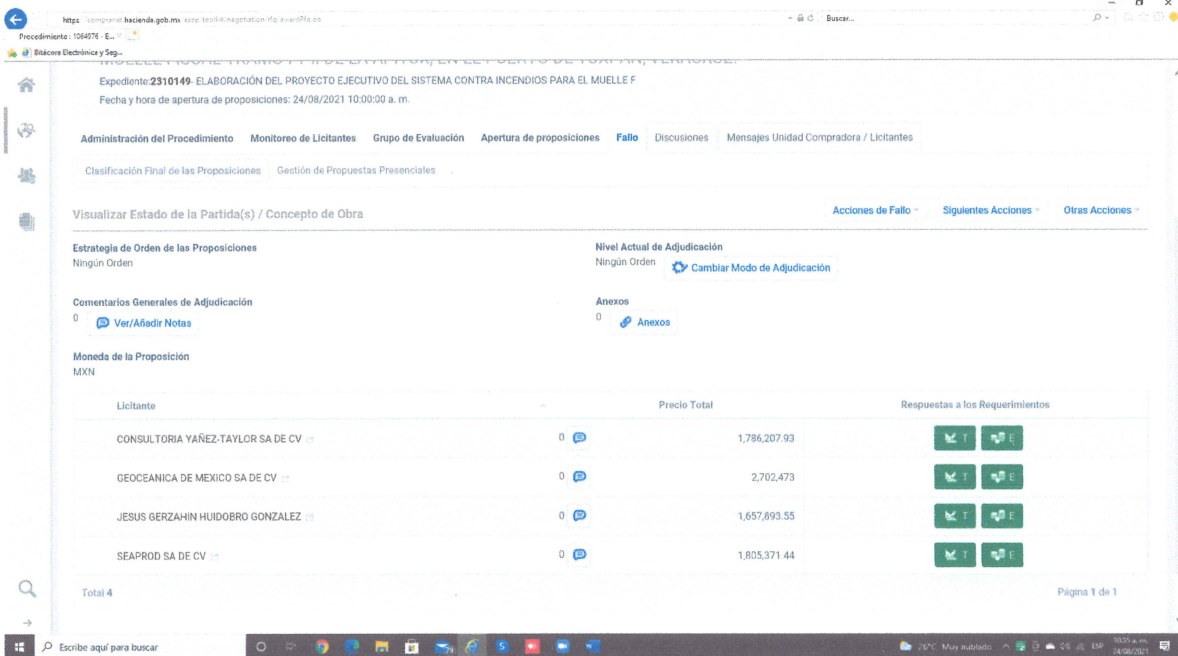 https://compranet.hacienda.gob.mx/esop/toolkit/negotiation/rfq/awardRfq.do
Buscar...
Procedimiento : 1064976 - E...
Bitácora Electrónica y Seg...
Expediente:2310149- ELABORACIÓN DEL PROYECTO EJECUTIVO DEL SISTEMA CONTRA INCENDIOS PARA EL MUELLE F
Fecha y hora de apertura de proposiciones: 24/08/2021 10:00:00 a. m.
Administración del Procedimiento Monitoreo de Licitantes Grupo de Evaluación Apertura de proposiciones Fallo Discusiones Mensajes Unidad Compradora / Licitantes
Clasificación Final de las Proposiciones Gestión de Propuestas Presenciales
Visualizar Estado de la Partida(s) / Concepto de Obra Acciones de Fallo Siguientes Acciones Otras Acciones
Estrategia de Orden de las Proposiciones Nivel Actual de Adjudicación
Ningún Orden Ningún Orden Cambiar Modo de Adjudicación
Comentarios Generales de Adjudicación Anexos
0 Ver/Añadir Notas 0 Anexos
Moneda de la Proposición
MXN
Licitante Precio Total Respuestas a los Requerimientos
CONSULTORIA YAÑEZ-TAYLOR SA DE CV 0 1,786,207.93 T E
GEOCEANICA DE MEXICO SA DE CV 0 2,702,473 T E
JESUS GERZAHIN HUIDOBRO GONZALEZ 0 1,657,893.55 T E
SEAPROD SA DE CV 0 1,805,371.44 T E
Total 4 Página 1 de 1
Escribe aquí para buscar 26°C Muy nublado ESP 10:55 a. m.
24/08/2021